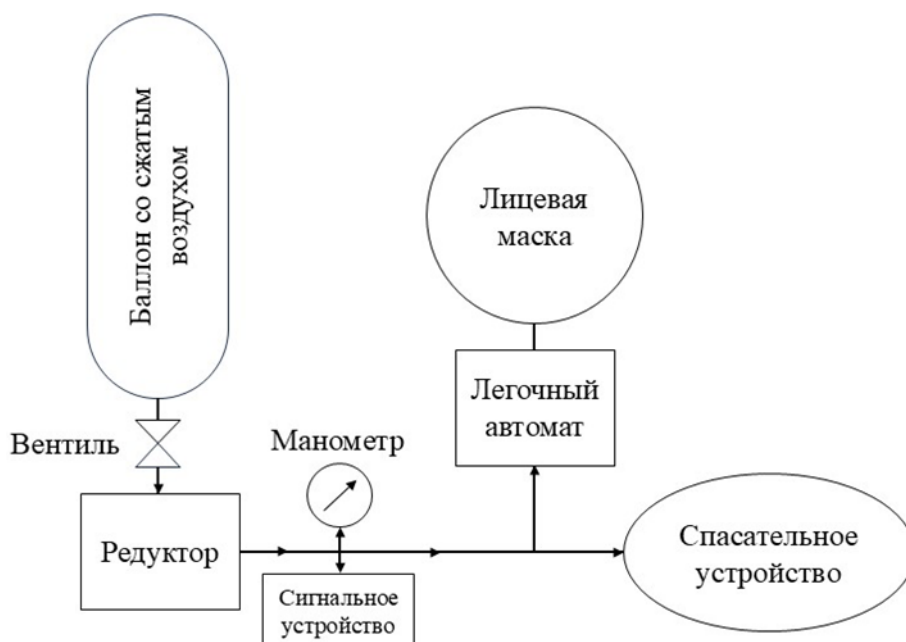 Баллон со сжатым
воздухом
Лицевая
маска
Легочный
автомат
Вентиль
Манометр
Редуктор
Спасательное
устройство
Сигнальное
устройство